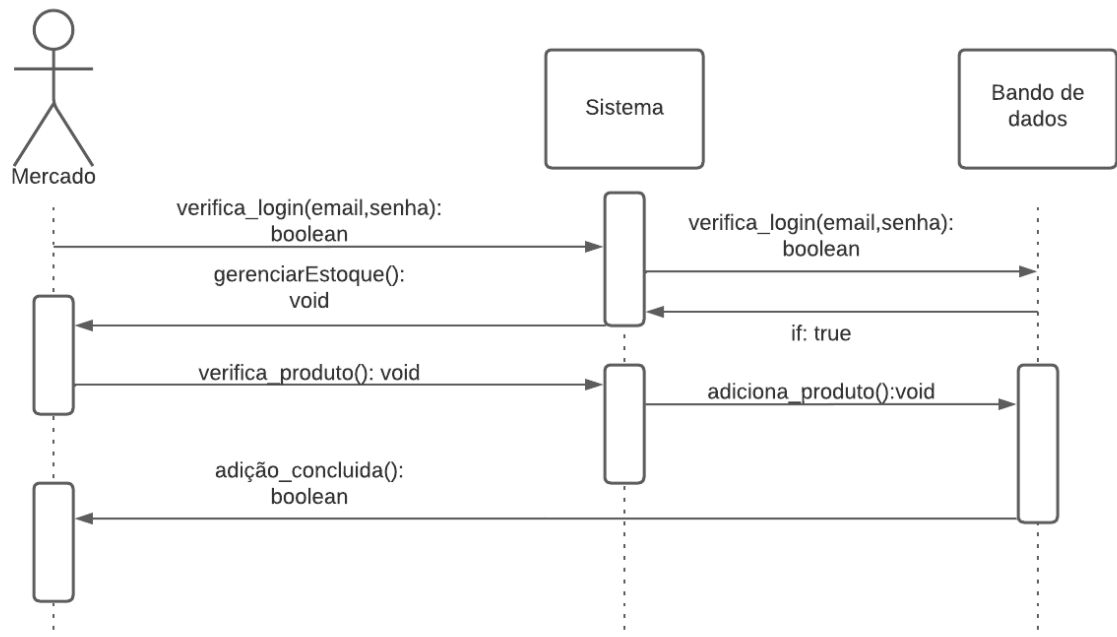 Mercado
Sistema
Bando de
dados
verifica_login(email,senha):
boolean
verifica_login(email,senha):
boolean
gerenciarEstoque():
void
if: true
verifica_produto(): void
adiciona_produto():void
adição_concluida():
boolean